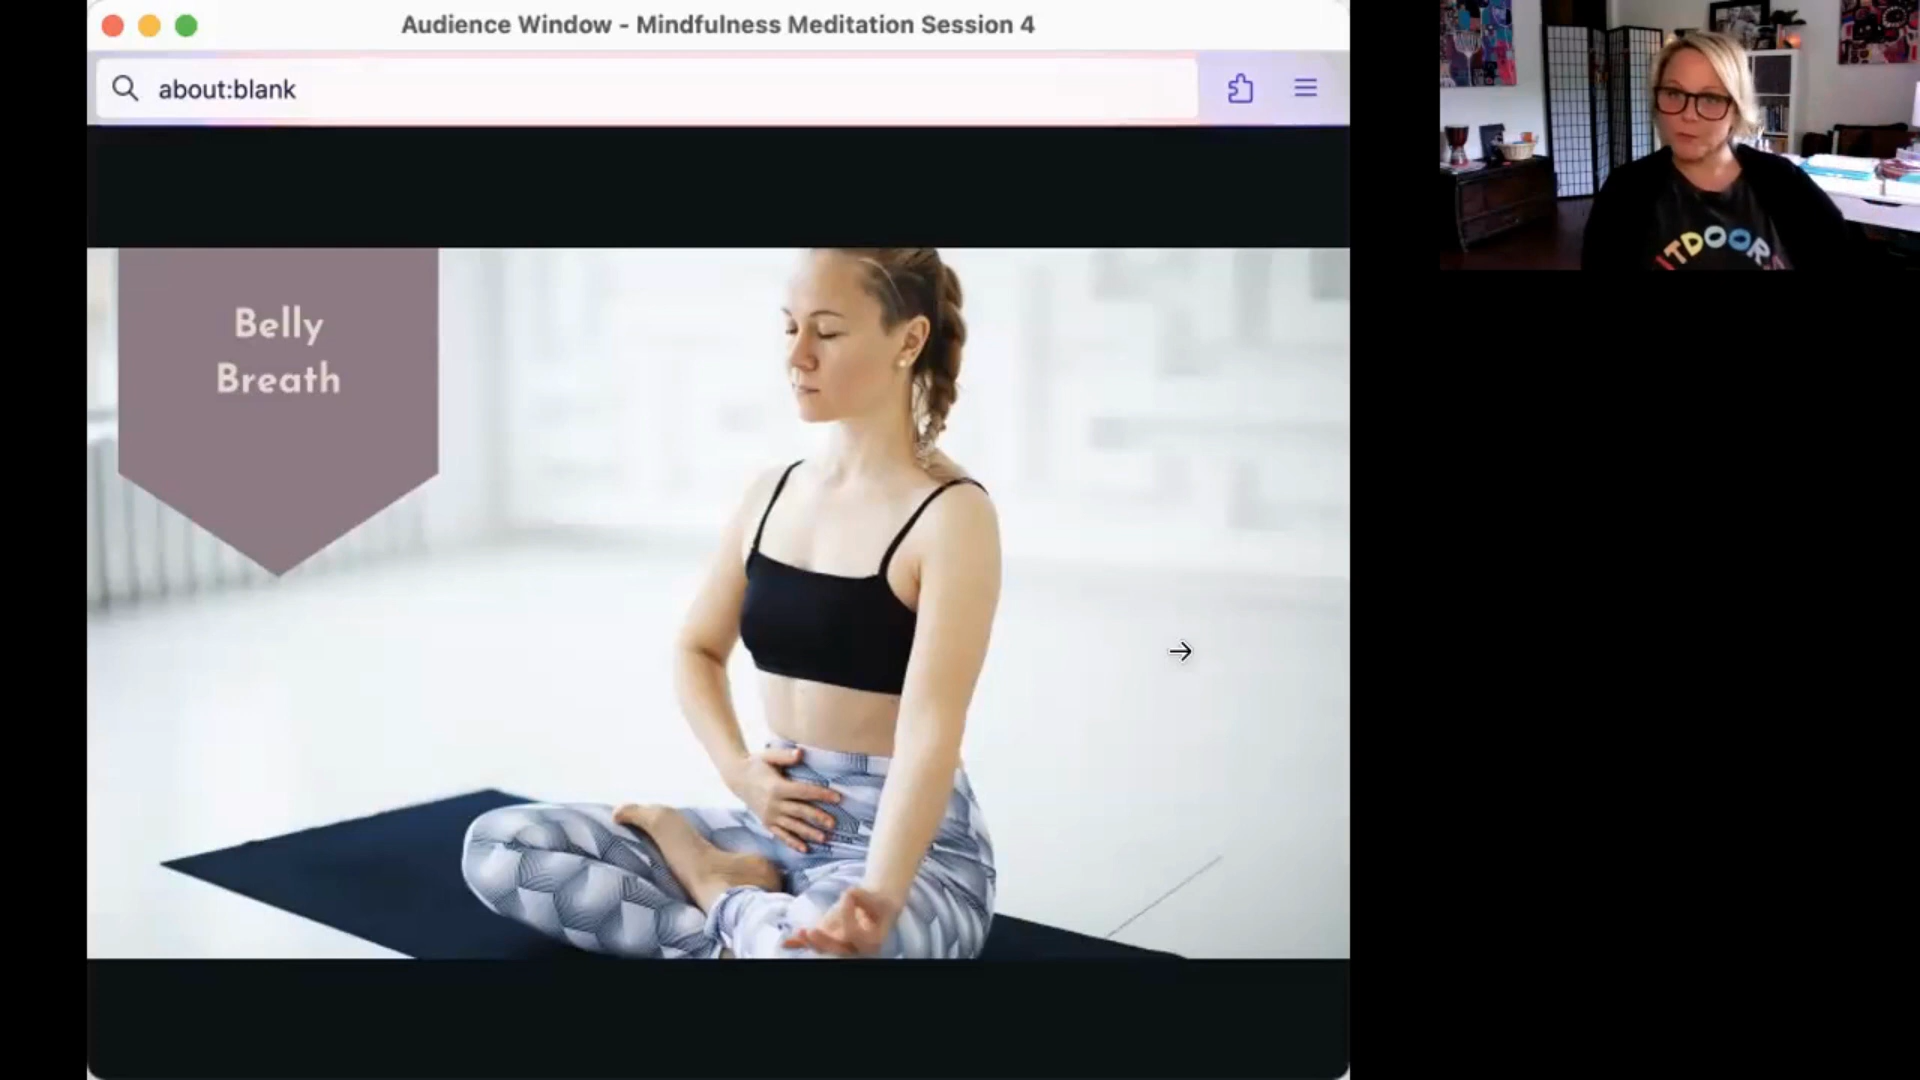 Audience Window - Mindfulness Meditation Session 4
about:blank
Belly
Breath